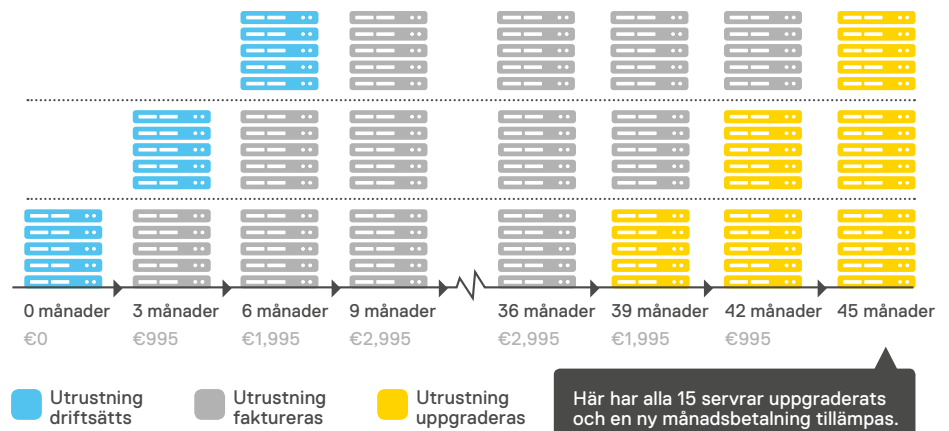 0 månader 3 månader 6 månader 9 månader 36 månader 39 månader 42 månader 45 månader
€0 €995 €1,995 €2,995 €2,995 €1,995 €995
Utrustning driftsätts
Utrustning faktureras
Utrustning uppgraderas
Här har alla 15 servrar uppgraderats
och en ny månadsbetalning tillämpas.